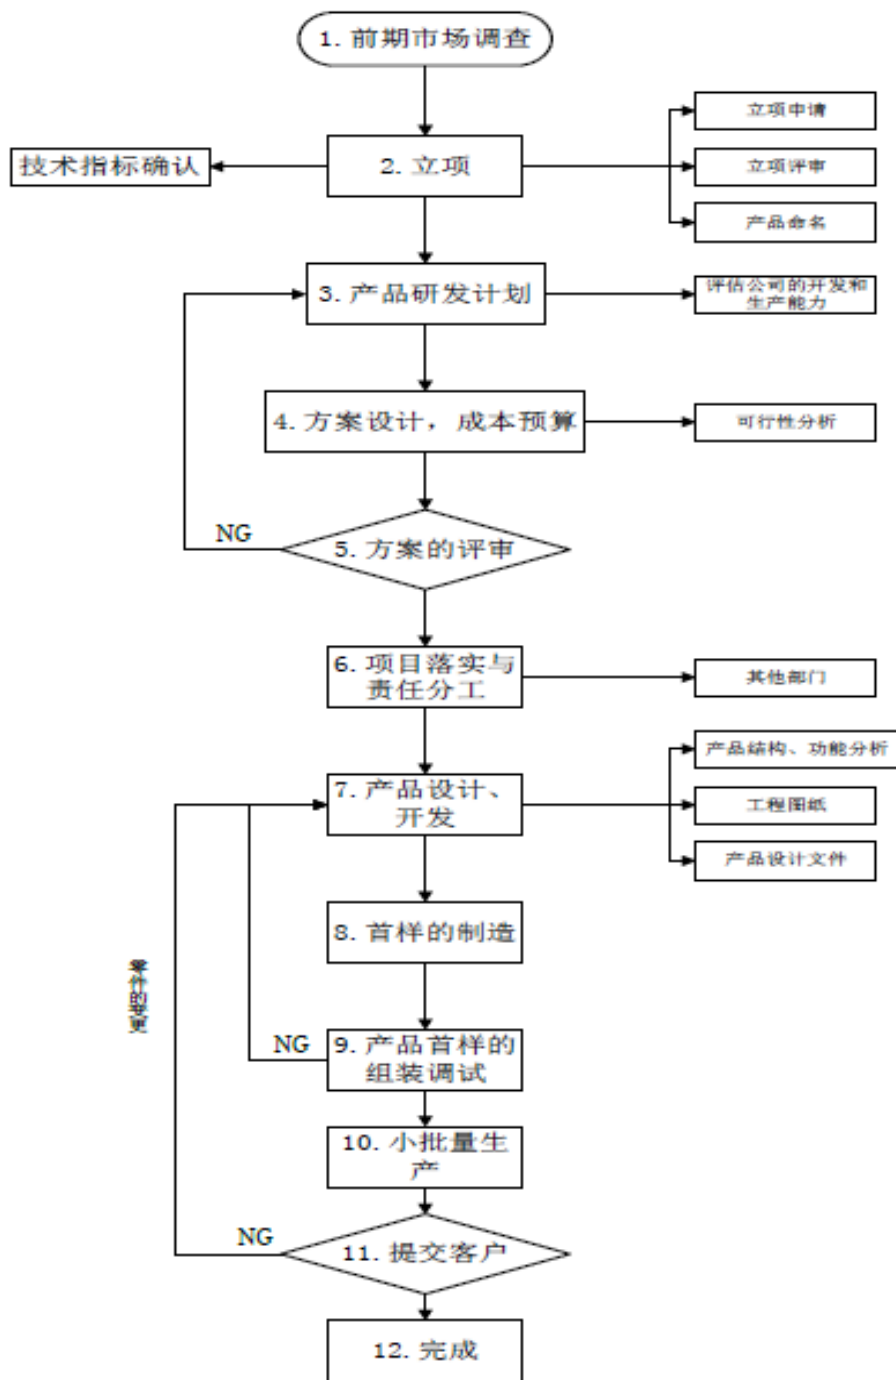 1. 前期市场调查
立项申请
技术指标确认
2. 立项
立项评审
产品命名
3. 产品研发计划
评估公司的开发和
生产能力
4. 方案设计，成本预算
可行性分析
NG
5. 方案的评审
6. 项目落实与
责任分工
其他部门
产品结构、功能分析
7. 产品设计、
开发
工程图纸
产品设计文件
8. 首样的制造
NG
9. 产品首样的
组装调试
10. 小批量生
产
NG
11. 提交客户
12. 完成